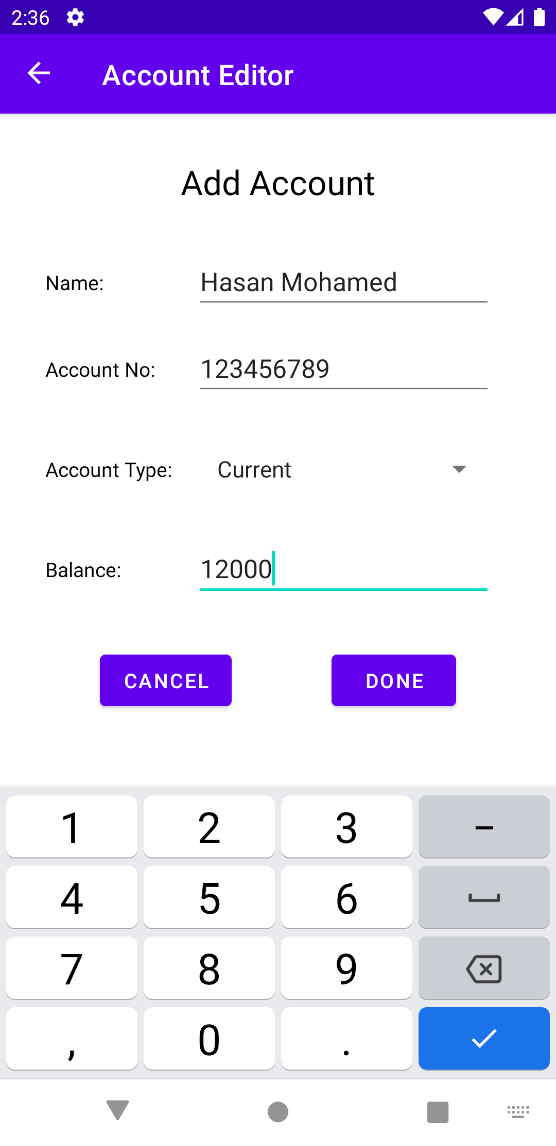 2:36
Account Editor
Add Account
Name: Hasan Mohamed
Account No: 123456789
Account Type: Current
Balance: 12000
CANCEL DONE
1 2 3 -
4 5 6
7 8 9
, 0 .